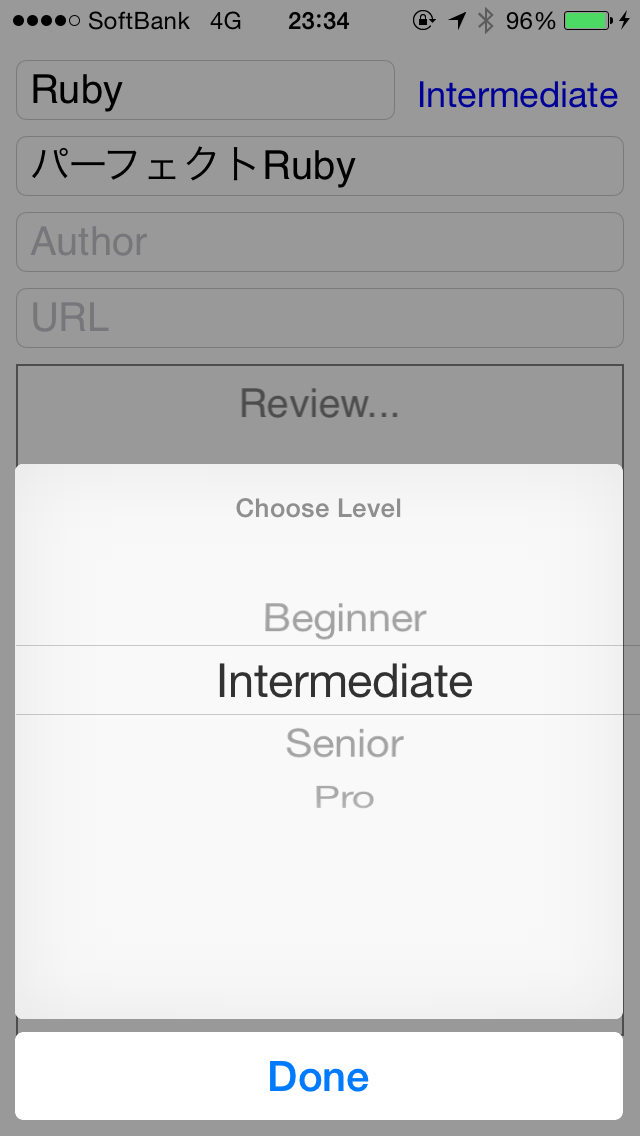 SoftBank 4G 23:34 96%
Ruby Intermediate
パーフェクトRuby
Author
URL
Review...
Choose Level
Beginner
Intermediate
Senior
Pro
Done